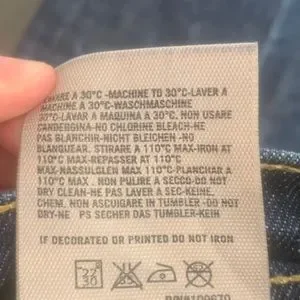 LAVARE A 30°C -MACHINE TO 30°C-LAVER A
MACHINE A 30°C-WASCHMASCHINE
30°C-LAVAR A MAQUINA A 30°C. NON USARE
CANDEGGINA-NO CHLORINE BLEACH-NE
PAS BLANCHIR-NICHT BLEICHEN -NO
BLANQUEAR. STIRARE A 110°C MAX-IRON AT
110°C MAX-REPASSER AT 110°C
MAX-NASSULGLEN MAX 110°C-PLANCHAR A
110°C MAX . NON PULIRE A SECCO-DO NOT
DRY CLEAN-NE PAS LAVER A SEC-KEINE.
CHEM. NON ASCIUGARE IN TUMBLER-DO NOT
DRY-NE PS SECHER DAS TUMBLER-KEIH
IF DECORATED OR PRINTED DO NOT IRON
30